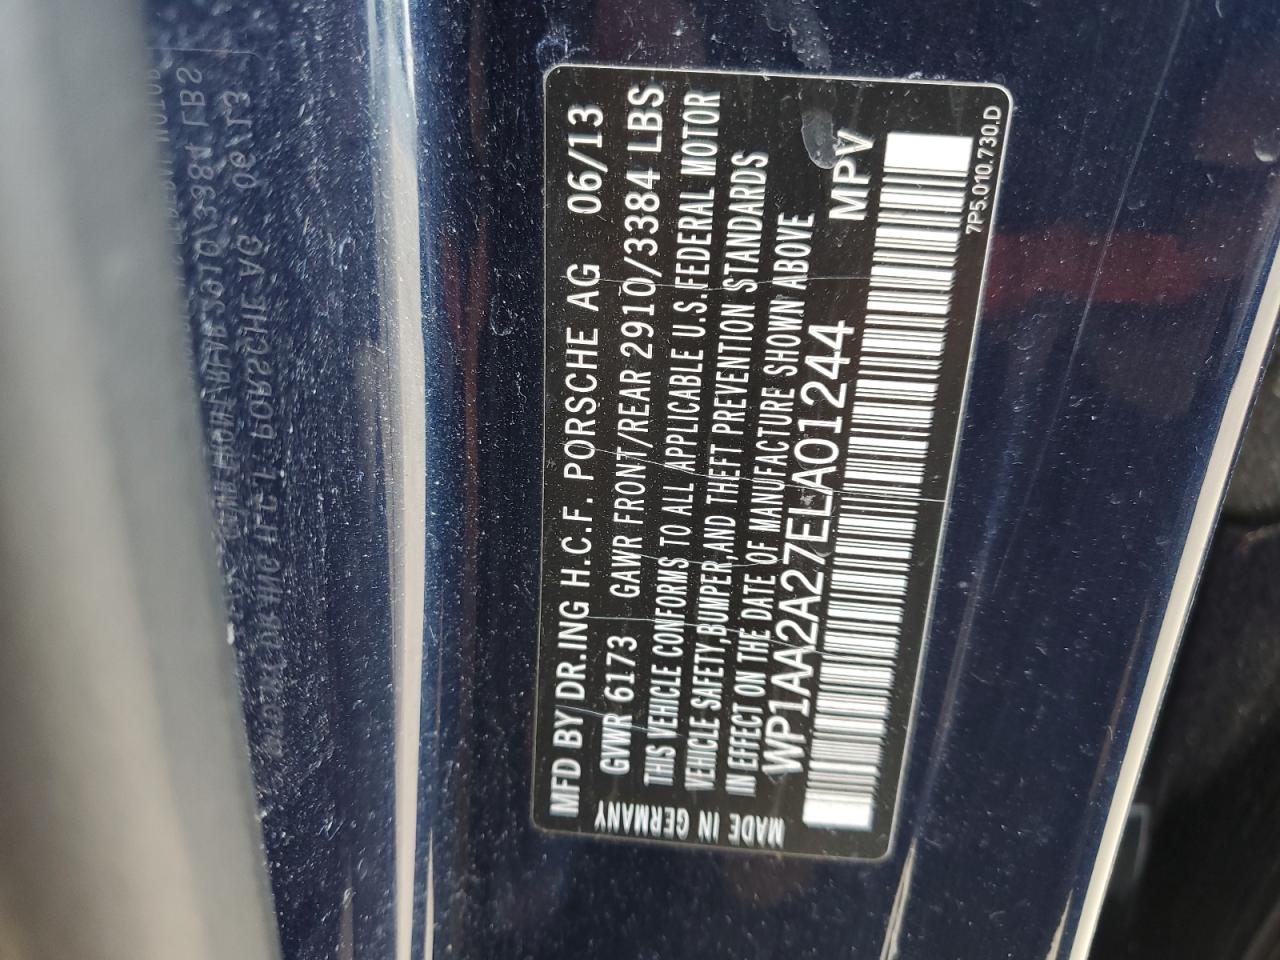 MFD BY DR.ING H.C.F. PORSCHE AG 06/13
GVWR 6173 GAWR FRONT/REAR 2910/3384 LBS
THIS VEHICLE CONFORMS TO ALL APPLICABLE U.S.FEDERAL MOTOR
VEHICLE SAFETY,BUMPER,AND THEFT PREVENTION STANDARDS
IN EFFECT ON THE DATE OF MANUFACTURE SHOWN ABOVE
WP1AA2A27ELA01244 MPV
MADE IN GERMANY
7P5.010.730.D